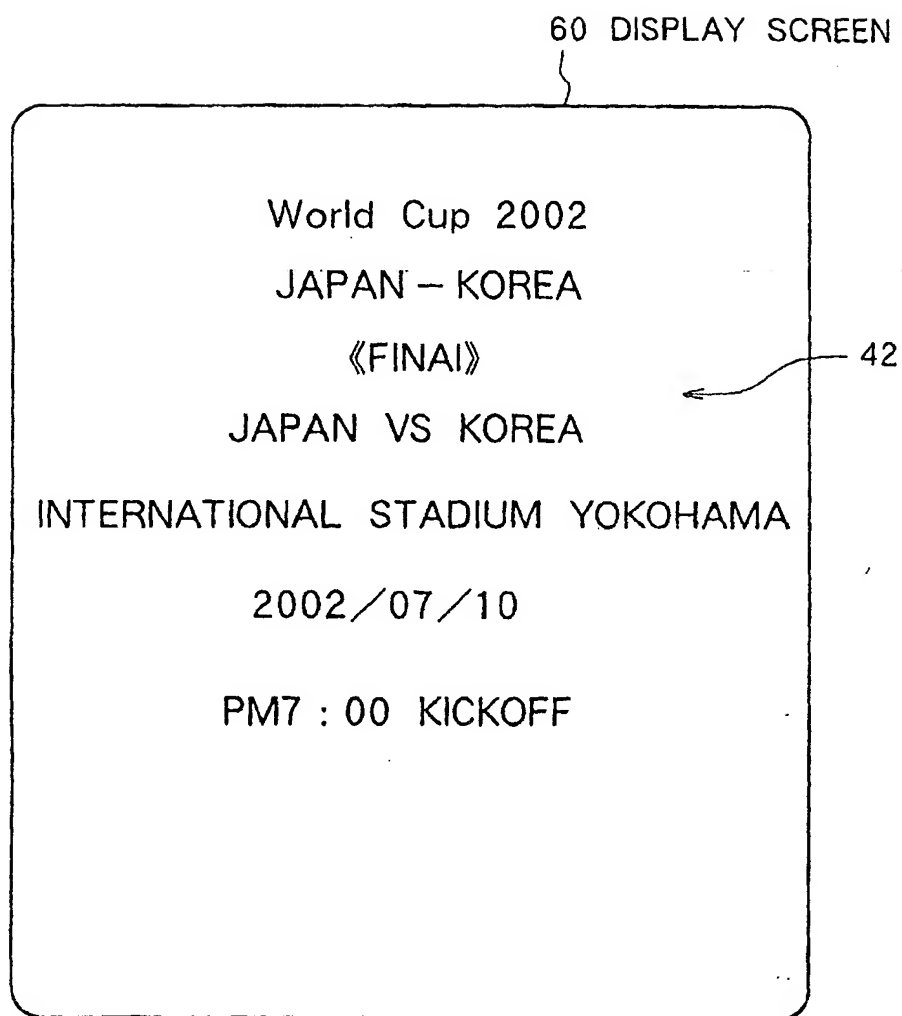 60 DISPLAY SCREEN
World Cup 2002
JAPAN – KOREA
《FINAI》
42
JAPAN VS KOREA
INTERNATIONAL STADIUM YOKOHAMA
2002/07/10
PM7 : 00 KICKOFF